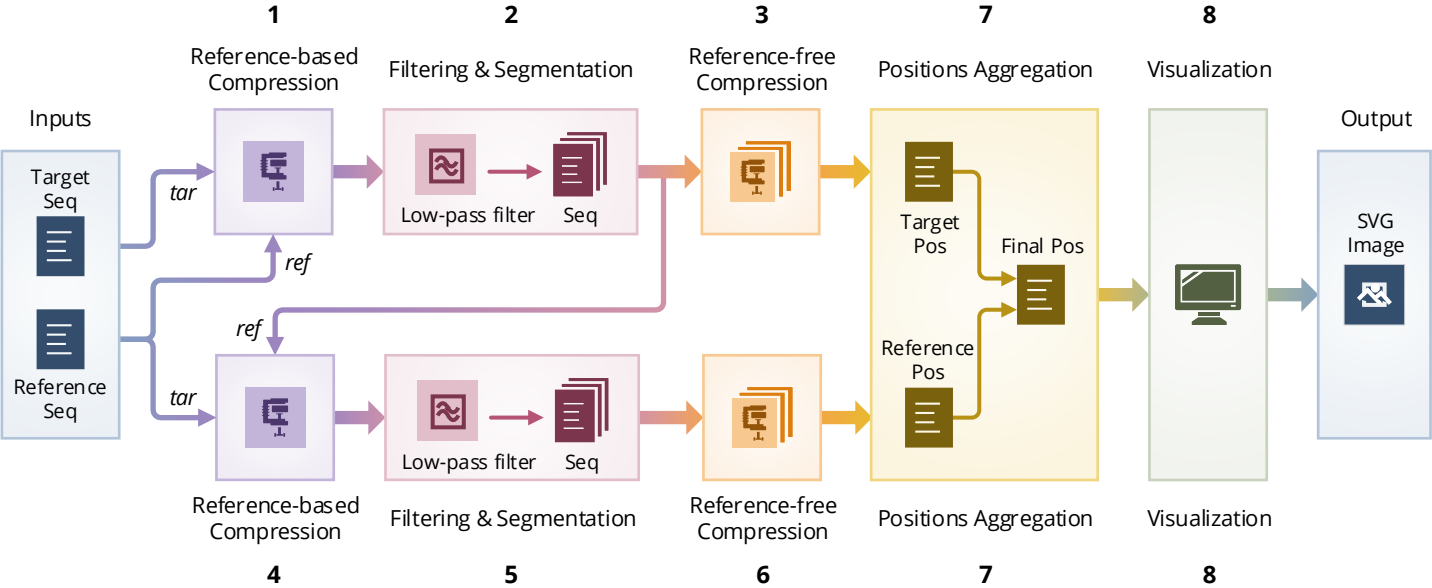 1
2
3
7
8
Reference-based
Compression
Filtering & Segmentation
Reference-free
Compression
Positions Aggregation
Visualization
Inputs
Output
Target
Seq
tar
Low-pass filter
Seq
Target
Pos
Final Pos
SVG
Image
ref
ref
Reference
Seq
tar
Low-pass filter
Seq
Reference
Pos
Reference-based
Compression
Filtering & Segmentation
Reference-free
Compression
Positions Aggregation
Visualization
4
5
6
7
8